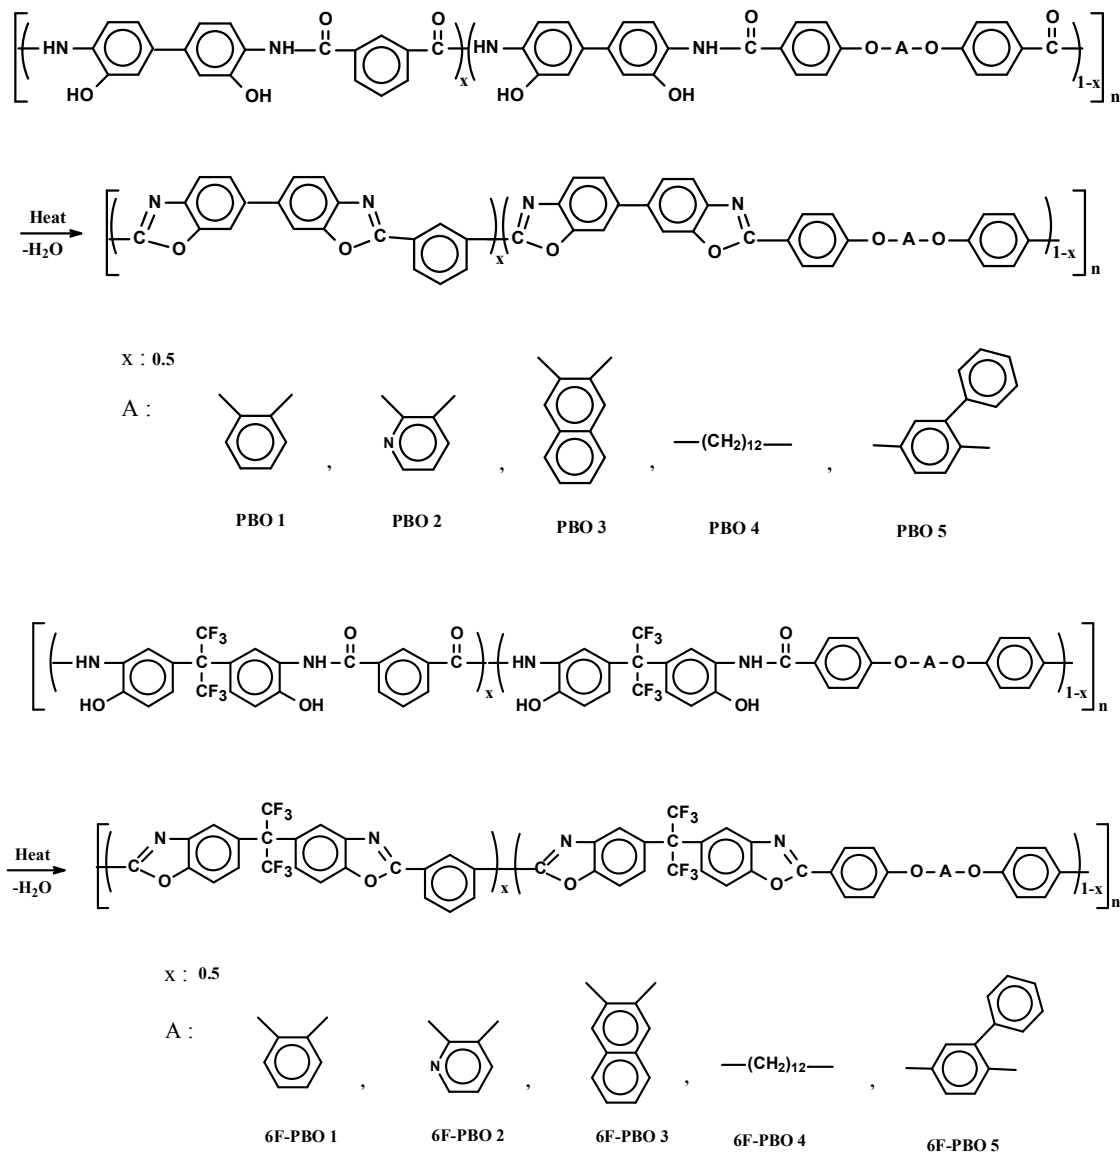 HN NH O O x HN NH O O A O O 1-x n
HO OH HO OH
Heat -H₂O
N N C O O C x N N C O O C O A O 1-x n
x : 0.5
A :
N
—(CH₂)₁₂—
, , , ,
PBO 1 PBO 2 PBO 3 PBO 4 PBO 5
CF₃ CF₃
HN C NH O O x HN C NH O O A O 1-x n
CF₃ CF₃
HO OH HO OH
CF₃ CF₃
Heat -H₂O
N C N C O O C x N C N C O O C O A O 1-x n
CF₃ CF₃
x : 0.5
A :
N
—(CH₂)₁₂—
, , , ,
6F-PBO 1 6F-PBO 2 6F-PBO 3 6F-PBO 4 6F-PBO 5